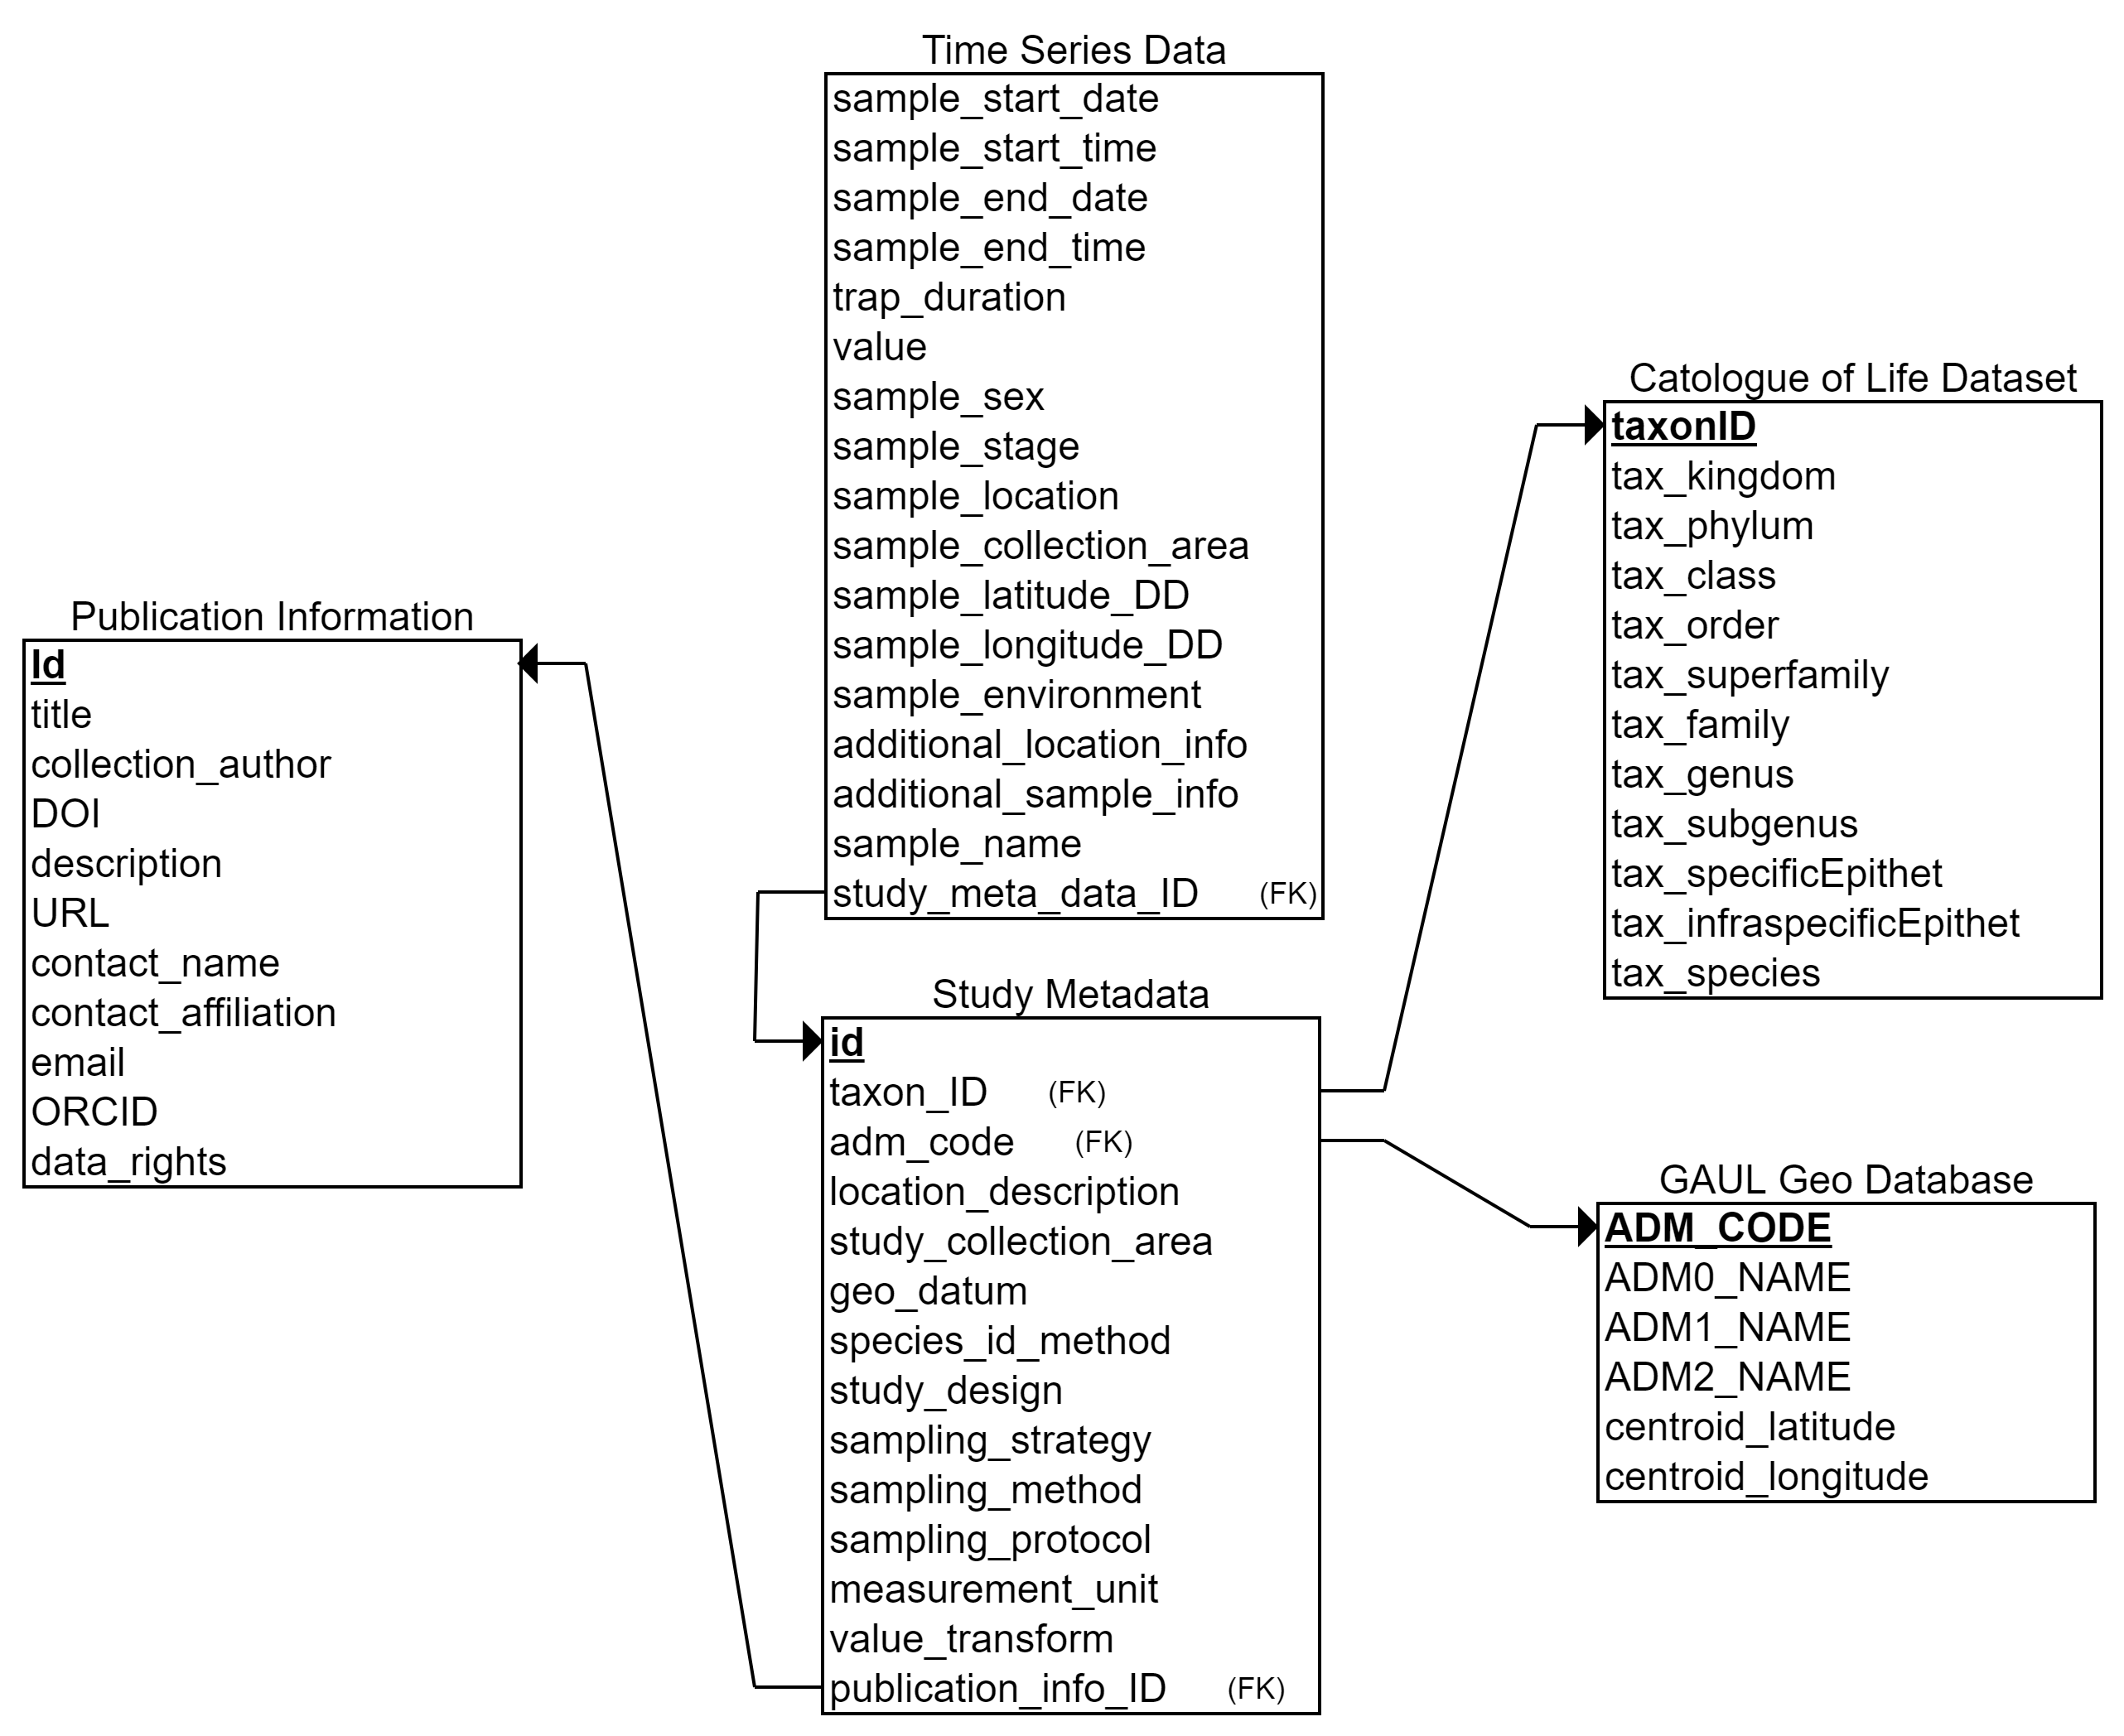 Time Series Data
sample_start_date
sample_start_time
sample_end_date
sample_end_time
trap_duration
value
sample_sex
sample_stage
sample_location
sample_collection_area
sample_latitude_DD
sample_longitude_DD
sample_environment
additional_location_info
additional_sample_info
sample_name
study_meta_data_ID (FK)
Publication Information
Id
title
collection_author
DOI
description
URL
contact_name
contact_affiliation
email
ORCID
data_rights
Study Metadata
id
taxon_ID (FK)
adm_code (FK)
location_description
study_collection_area
geo_datum
species_id_method
study_design
sampling_strategy
sampling_method
sampling_protocol
measurement_unit
value_transform
publication_info_ID (FK)
Catologue of Life Dataset
taxonID
tax_kingdom
tax_phylum
tax_class
tax_order
tax_superfamily
tax_family
tax_genus
tax_subgenus
tax_specificEpithet
tax_infraspecificEpithet
tax_species
GAUL Geo Database
ADM_CODE
ADM0_NAME
ADM1_NAME
ADM2_NAME
centroid_latitude
centroid_longitude